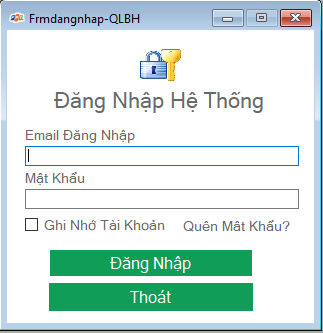 Frmdangnhap-QLBH
Đăng Nhập Hệ Thống
Email Đăng Nhập
Mật Khẩu
Ghi Nhớ Tài Khoản Quên Mật Khẩu?
Đăng Nhập
Thoát